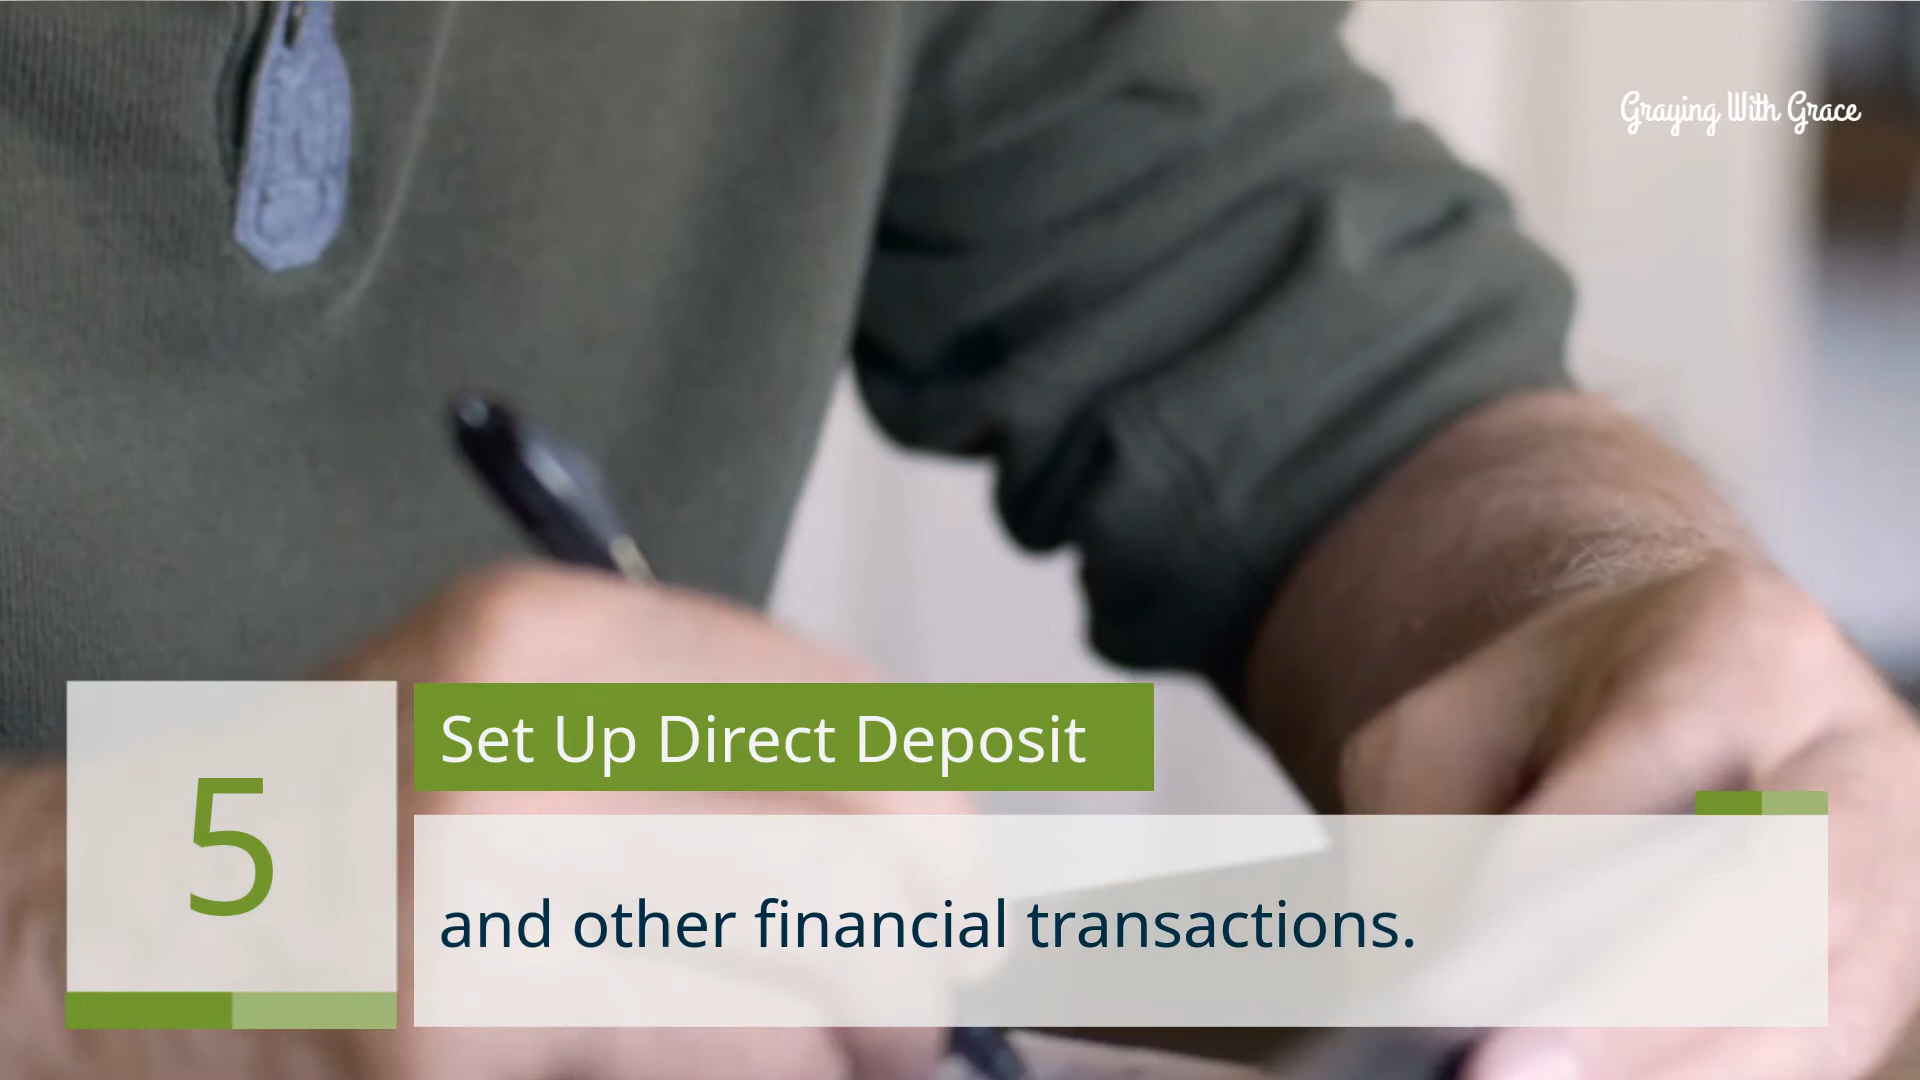 Graying With Grace
5
Set Up Direct Deposit
and other financial transactions.